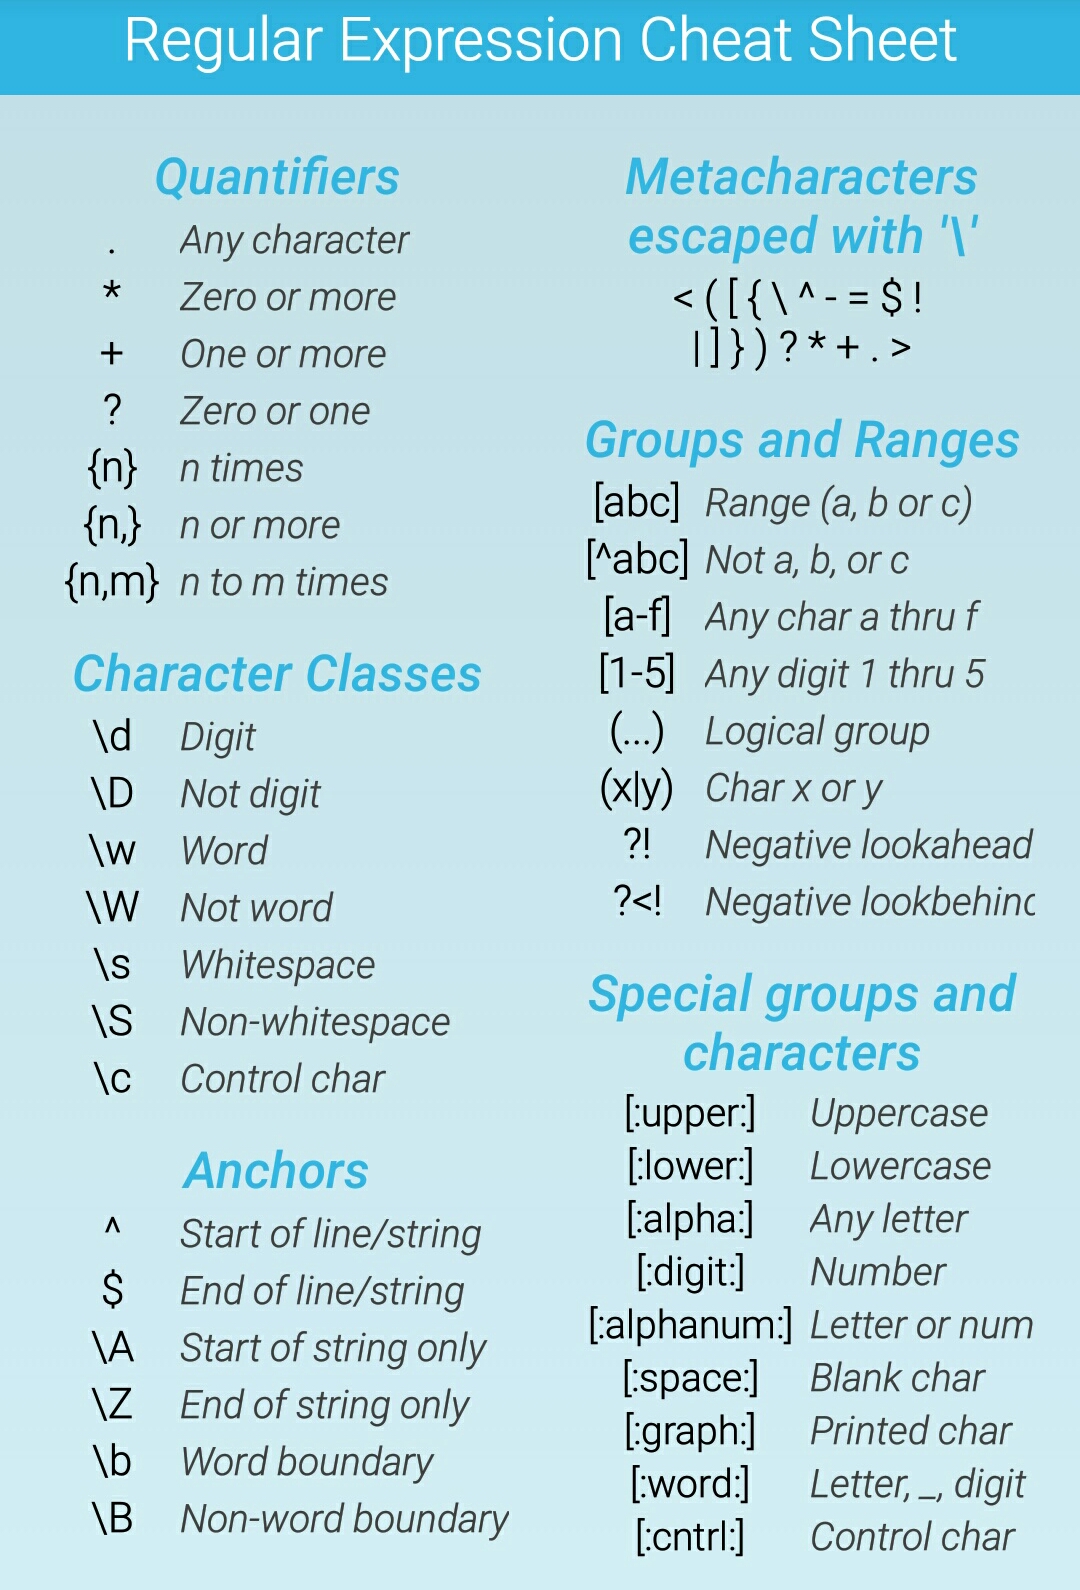 Regular Expression Cheat Sheet
Quantifiers
. Any character
* Zero or more
+ One or more
? Zero or one
{n} n times
{n,} n or more
{n,m} n to m times
Character Classes
\d Digit
\D Not digit
\w Word
\W Not word
\s Whitespace
\S Non-whitespace
\c Control char
Anchors
^ Start of line/string
$ End of line/string
\A Start of string only
\Z End of string only
\b Word boundary
\B Non-word boundary
Metacharacters
escaped with '\'
< ( [ { \ ^ - = $ !
| ] } ) ? * + . >
Groups and Ranges
[abc] Range (a, b or c)
[^abc] Not a, b, or c
[a-f] Any char a thru f
[1-5] Any digit 1 thru 5
(...) Logical group
(x|y) Char x or y
?! Negative lookahead
?<! Negative lookbehind
Special groups and
characters
[:upper:] Uppercase
[:lower:] Lowercase
[:alpha:] Any letter
[:digit:] Number
[:alphanum:] Letter or num
[:space:] Blank char
[:graph:] Printed char
[:word:] Letter, _, digit
[:cntrl:] Control char